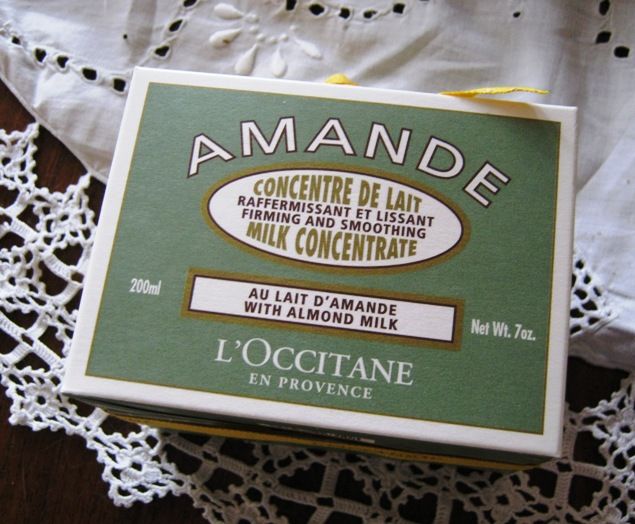 AMANDE
CONCENTRE DE LAIT
RAFFERMISSANT ET LISSANT
FIRMING AND SMOOTHING
MILK CONCENTRATE
200ml
AU LAIT D'AMANDE
WITH ALMOND MILK
Net Wt. 7oz.
L'OCCITANE
EN PROVENCE